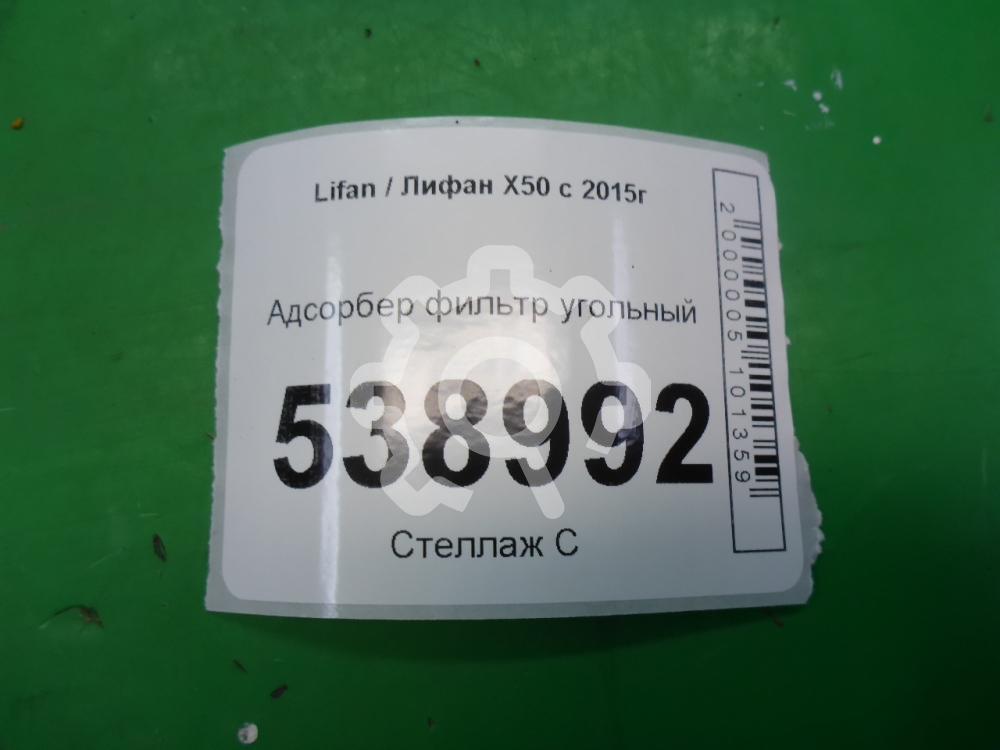 Lifan / Лифан X50 с 2015г
Адсорбер фильтр угольный
538992
Стеллаж С
2000005101359